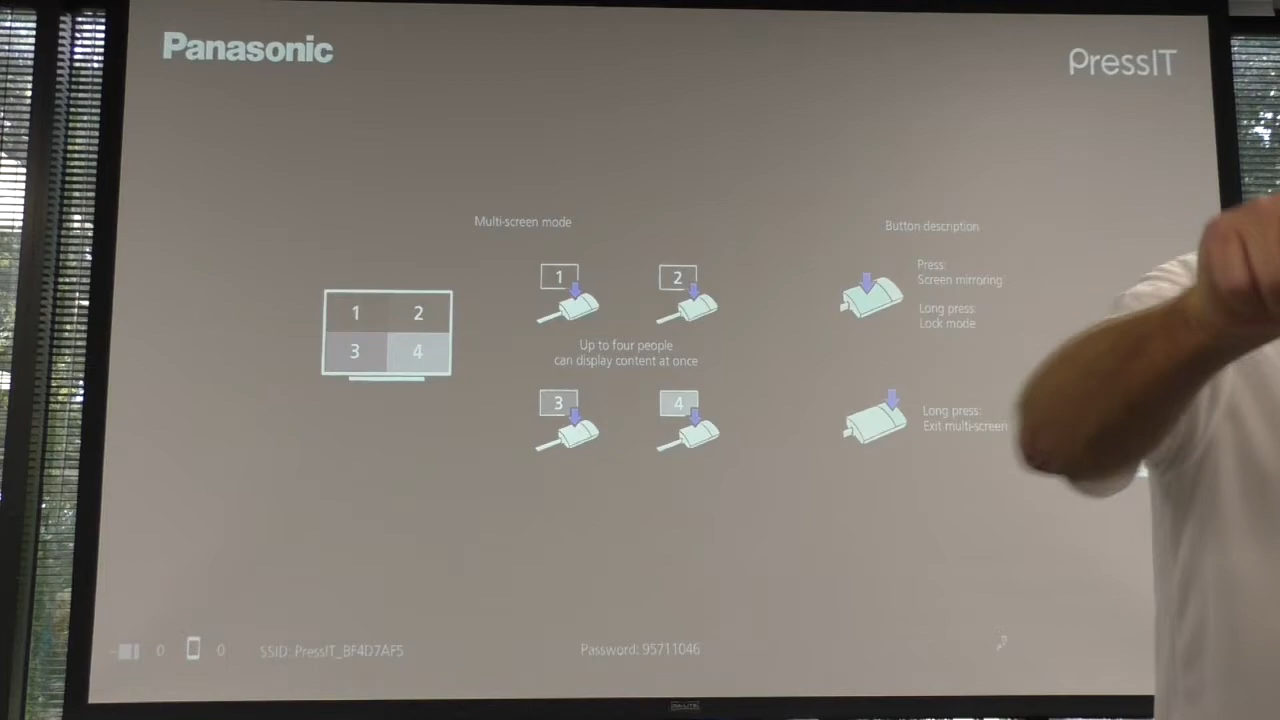 Panasonic
PressIT
Multi-screen mode
Button description
1
2
1 2
3 4
Press:
Screen mirroring
Long press:
Lock mode
Up to four people
can display content at once
3
4
Long press:
Exit multi-screen
0
0
SSID: PressIT_BF4D7AF5
Password: 95711046
DA-LITE